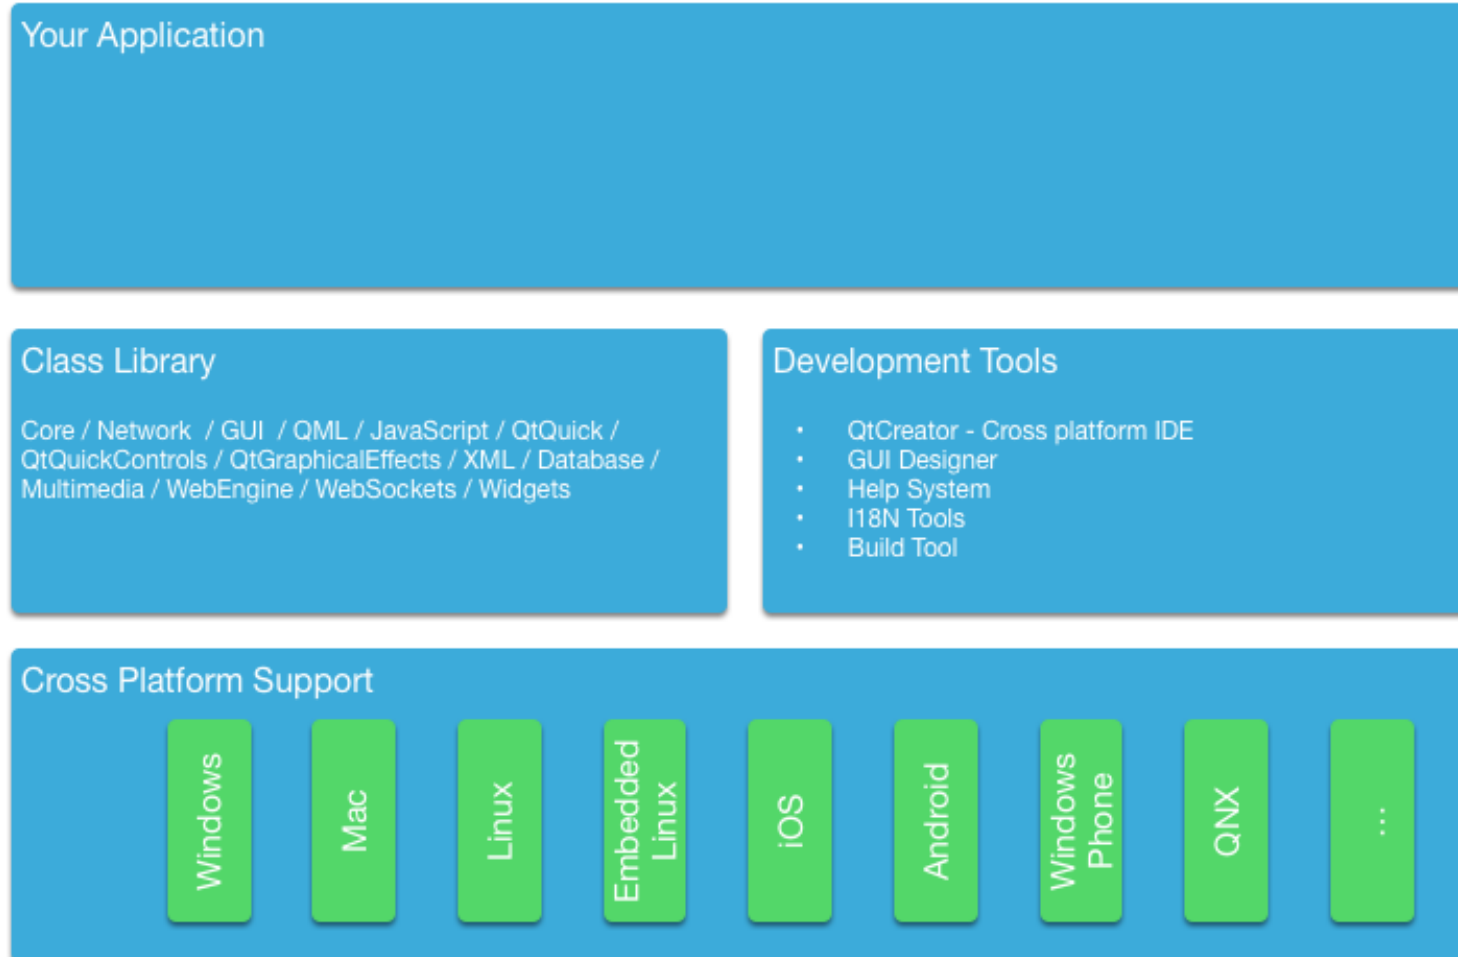 Your Application
Class Library
Core / Network / GUI / QML / JavaScript / QtQuick /
QtQuickControls / QtGraphicalEffects / XML / Database /
Multimedia / WebEngine / WebSockets / Widgets
Development Tools
• QtCreator - Cross platform IDE
• GUI Designer
• Help System
• I18N Tools
• Build Tool
Cross Platform Support
Windows
Mac
Linux
Embedded
Linux
iOS
Android
Windows
Phone
QNX
...